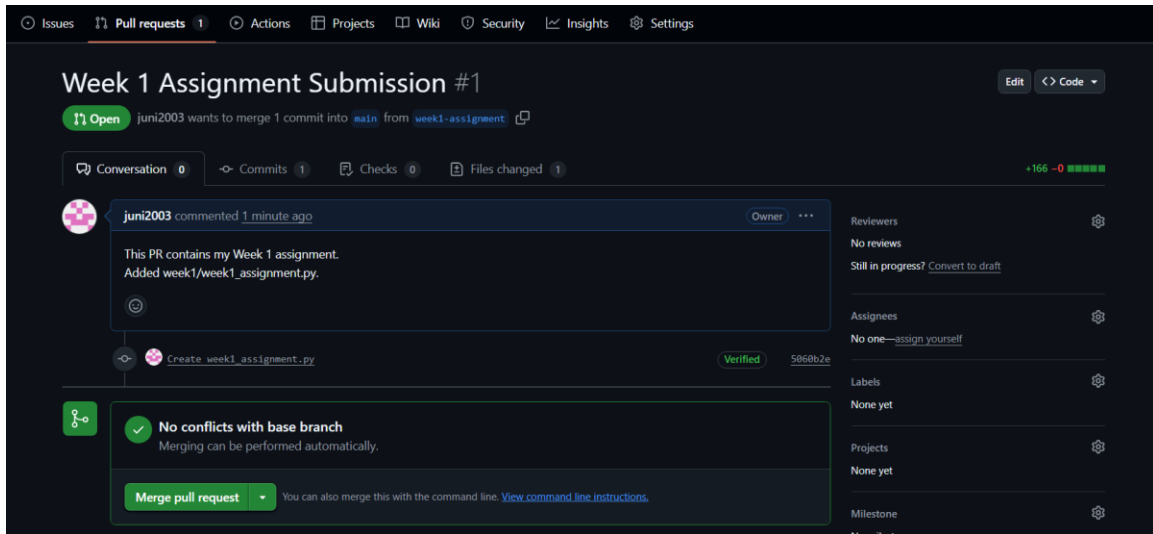 Issues Pull requests 1 Actions Projects Wiki Security Insights Settings
Week 1 Assignment Submission #1
Edit <> Code
Open juni2003 wants to merge 1 commit into main from week1-assignment
Conversation 0 Commits 1 Checks 0 Files changed 1 +166 −0
juni2003 commented 1 minute ago Owner
This PR contains my Week 1 assignment.
Added week1/week1_assignment.py.
Create week1_assignment.py Verified 5060b2e
No conflicts with base branch
Merging can be performed automatically.
Merge pull request You can also merge this with the command line. View command line instructions.
Reviewers
No reviews
Still in progress? Convert to draft
Assignees
No one—assign yourself
Labels
None yet
Projects
None yet
Milestone